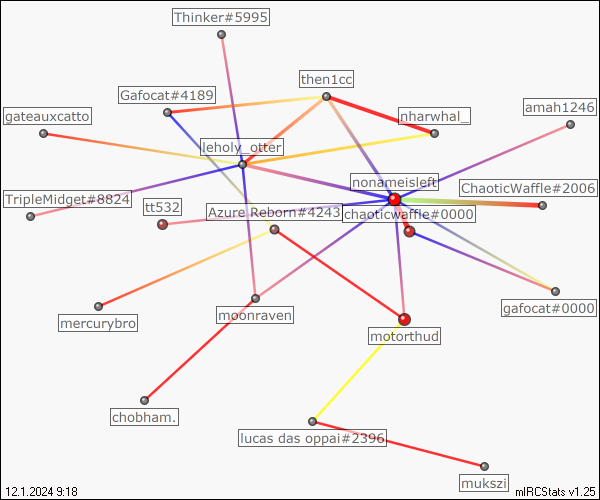 Thinker#5995
then1cc
Gafocat#4189
amah1246
gateauxcatto
nharwhal_
leholy_otter
nonameisleft
ChaoticWaffle#2006
TripleMidget#8824
tt532
Azure Reborn#4243
chaoticwaffle#0000
gafocat#0000
mercurybro
moonraven
motorthud
chobham.
lucas das oppai#2396
mukszi
12.1.2024 9:18
mIRCStats v1.25